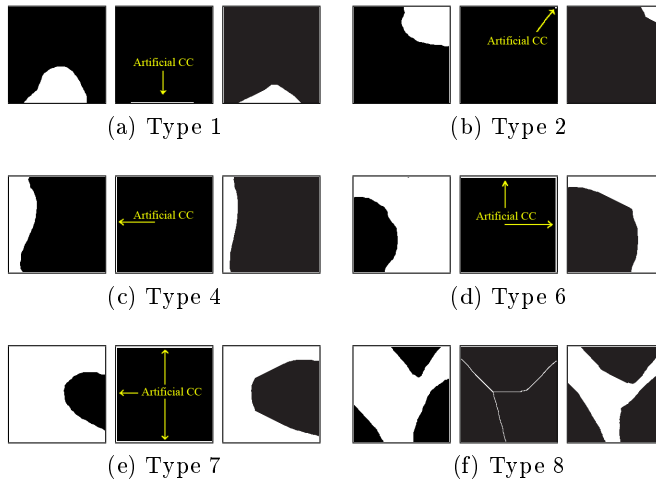 Artificial CC
Artificial CC
(a) Type 1
(b) Type 2
Artificial CC
Artificial CC
(c) Type 4
(d) Type 6
Artificial CC
(e) Type 7
(f) Type 8